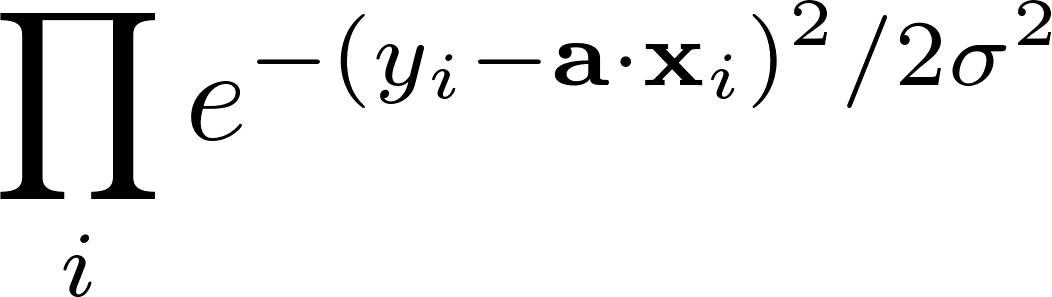 \prod_i e^{-(y_i - \mathbf{a} \cdot \mathbf{x}_i)^2 / 2\sigma^2}